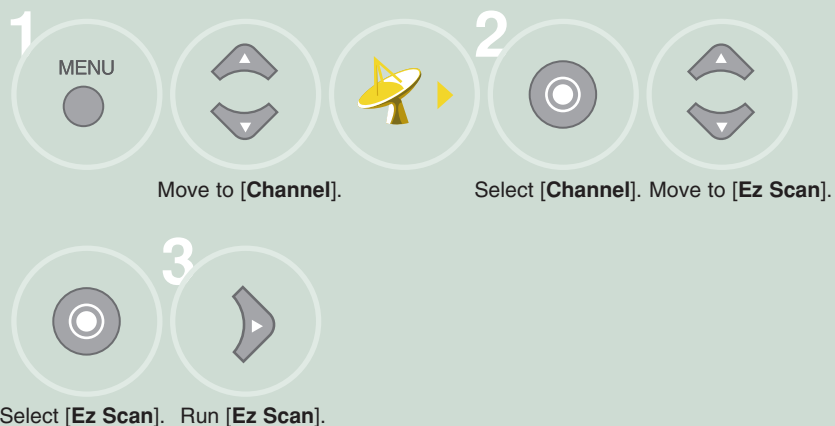 1
MENU
Move to [Channel].
2
Select [Channel]. Move to [Ez Scan].
Select [Ez Scan].
3
Run [Ez Scan].